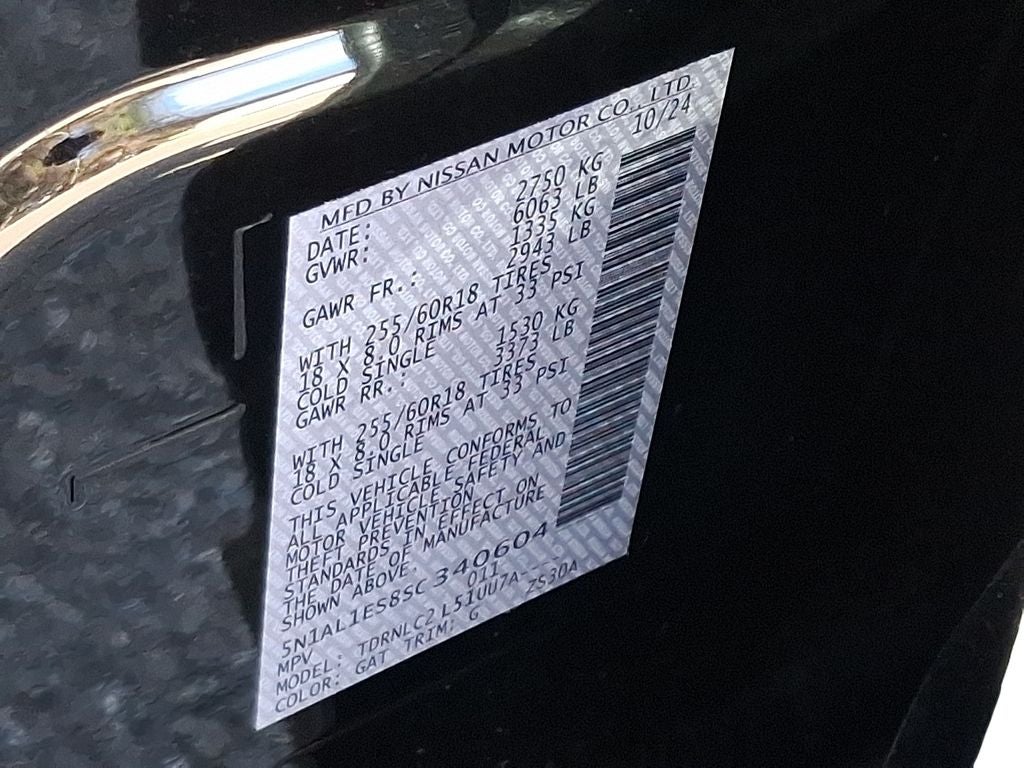 MFD BY NISSAN MOTOR CO., LTD
DATE: 10/24
GVWR: 2750 KG
6063 LB
GAWR FR.: 1335 KG
2943 LB
WITH 255/60R18 TIRES
18 X 8.0 RIMS AT 33 PSI
COLD SINGLE
GAWR RR.: 1530 KG
3373 LB
WITH 255/60R18 TIRES
18 X 8.0 RIMS AT 33 PSI
COLD SINGLE
THIS VEHICLE CONFORMS TO
ALL APPLICABLE FEDERAL
MOTOR VEHICLE SAFETY AND
THEFT PREVENTION
STANDARDS IN EFFECT ON
THE DATE OF MANUFACTURE
SHOWN ABOVE.
5N1AL1ES8SC340604
MPV 011
MODEL: TDRNLC2 L51UU7A-
COLOR: GAT TRIM: G ZS30A